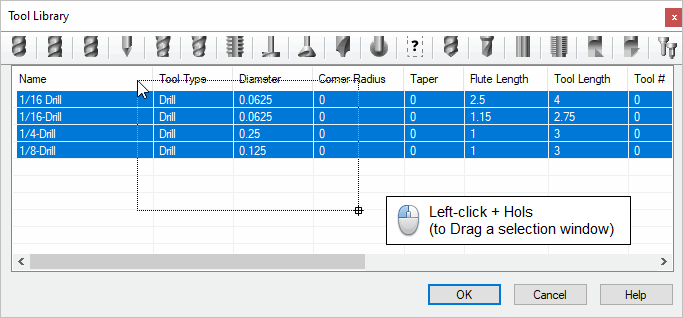 Tool Library
x
?
Name Tool Type Diameter Corner Radius Taper Flute Length Tool Length Tool #
1/16 Drill Drill 0.0625 0 0 2.5 4 0
1/16-Drill Drill 0.0625 0 0 1.15 2.75 0
1/4-Drill Drill 0.25 0 0 1 3 0
1/8-Drill Drill 0.125 0 0 1 3 0
Left-click + Hols
(to Drag a selection window)
OK Cancel Help